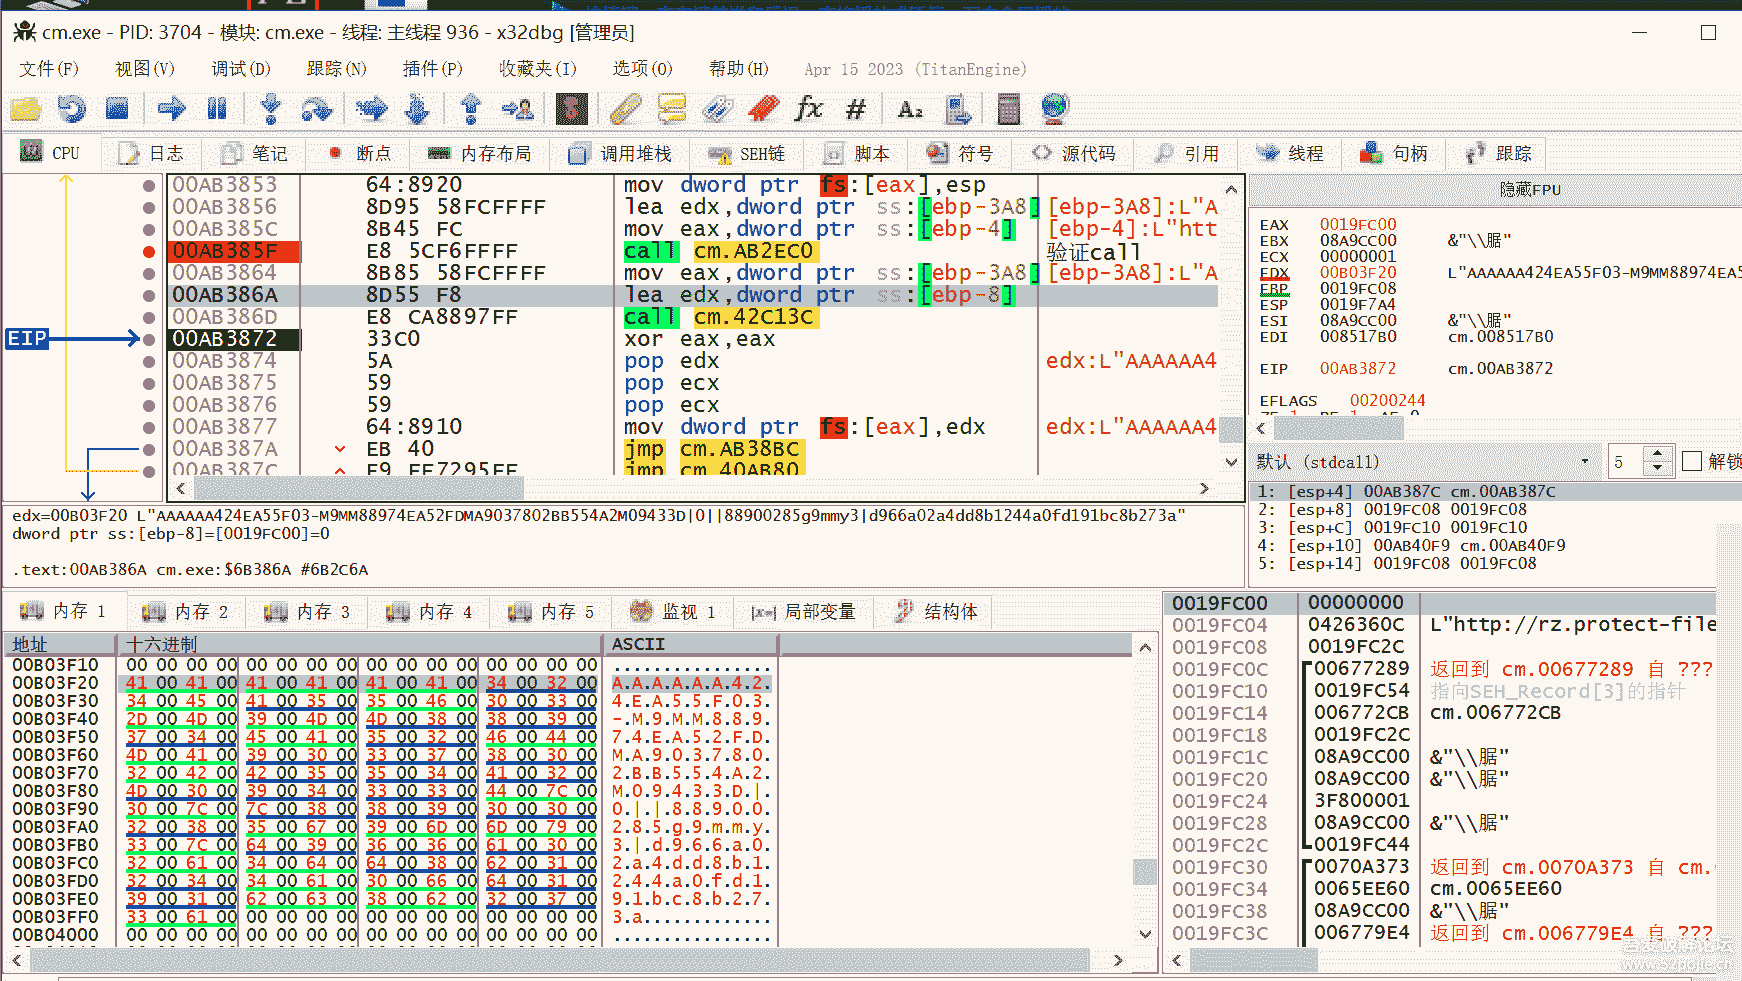 cm.exe - PID: 3704 - 模块: cm.exe - 线程: 主线程 936 - x32dbg [管理员]
文件(F) 视图(V) 调试(D) 跟踪(N) 插件(P) 收藏夹(I) 选项(O) 帮助(H) Apr 15 2023 (TitanEngine)
CPU 日志 笔记 断点 内存布局 调用堆栈 SEH链 脚本 符号 源代码 引用 线程 句柄 跟踪
00AB3853 64:8920 mov dword ptr fs:[eax],esp
00AB3856 8D95 58FCFFFF lea edx,dword ptr ss:[ebp-3A8] [ebp-3A8]:L"A
00AB385C 8B45 FC mov eax,dword ptr ss:[ebp-4] [ebp-4]:L"htt
00AB385F E8 5CF6FFFF call cm.AB2EC0 验证call
00AB3864 8B85 58FCFFFF mov eax,dword ptr ss:[ebp-3A8] [ebp-3A8]:L"A
00AB386A 8D55 F8 lea edx,dword ptr ss:[ebp-8]
00AB386D E8 CA8897FF call cm.42C13C
EIP 00AB3872 33C0 xor eax,eax
00AB3874 5A pop edx edx:L"AAAAAA4
00AB3875 59 pop ecx
00AB3876 59 pop ecx
00AB3877 64:8910 mov dword ptr fs:[eax],edx edx:L"AAAAAA4
00AB387A EB 40 jmp cm.AB38BC
00AB387C E9 FF7295FF jmp cm.40AB80
隐藏FPU
EAX 0019FC00
EBX 08A9CC00 &"\\腒"
ECX 00000001
EDX 00B03F20 L"AAAAAA424EA55F03-M9MM88974EA5
EBP 0019FC08
ESP 0019F7A4
ESI 08A9CC00 &"\\腒"
EDI 008517B0 cm.008517B0
EIP 00AB3872 cm.00AB3872
EFLAGS 00200244
默认 (stdcall) 5 解锁
1: [esp+4] 00AB387C cm.00AB387C
2: [esp+8] 0019FC08 0019FC08
3: [esp+C] 0019FC10 0019FC10
4: [esp+10] 00AB40F9 cm.00AB40F9
5: [esp+14] 0019FC08 0019FC08
edx=00B03F20 L"AAAAAA424EA55F03-M9MM88974EA52FDMA9037802BB554A2M09433D|0||88900285g9mmy3|d966a02a4dd8b1244a0fd191bc8b273a"
dword ptr ss:[ebp-8]=[0019FC00]=0
.text:00AB386A cm.exe:$6B386A #6B2C6A
内存 1 内存 2 内存 3 内存 4 内存 5 监视 1 局部变量 结构体
地址 十六进制 ASCII
00B03F10 00 00 00 00 00 00 00 00 00 00 00 00 00 00 00 00 ................
00B03F20 41 00 41 00 41 00 41 00 41 00 41 00 34 00 32 00 A.A.A.A.A.A.4.2.
00B03F30 34 00 45 00 41 00 35 00 35 00 46 00 30 00 33 00 4.E.A.5.5.F.0.3.
00B03F40 2D 00 4D 00 39 00 4D 00 4D 00 38 00 38 00 39 00 -.M.9.M.M.8.8.9.
00B03F50 37 00 34 00 45 00 41 00 35 00 32 00 46 00 44 00 7.4.E.A.5.2.F.D.
00B03F60 4D 00 41 00 39 00 30 00 33 00 37 00 38 00 30 00 M.A.9.0.3.7.8.0.
00B03F70 32 00 42 00 42 00 35 00 35 00 34 00 41 00 32 00 2.B.B.5.5.4.A.2.
00B03F80 4D 00 30 00 39 00 34 00 33 00 33 00 44 00 7C 00 M.0.9.4.3.3.D.|.
00B03F90 30 00 7C 00 7C 00 38 00 38 00 39 00 30 00 30 00 0.|.|.8.8.9.0.0.
00B03FA0 32 00 38 00 35 00 67 00 39 00 6D 00 6D 00 79 00 2.8.5.g.9.m.m.y.
00B03FB0 33 00 7C 00 64 00 39 00 36 00 36 00 61 00 30 00 3.|.d.9.6.6.a.0.
00B03FC0 32 00 61 00 34 00 64 00 64 00 38 00 62 00 31 00 2.a.4.d.d.8.b.1.
00B03FD0 32 00 34 00 34 00 61 00 30 00 66 00 64 00 31 00 2.4.4.a.0.f.d.1.
00B03FE0 39 00 31 00 62 00 63 00 38 00 62 00 32 00 37 00 9.1.b.c.8.b.2.7.
00B03FF0 33 00 61 00 00 00 00 00 00 00 00 00 00 00 00 00 3.a.............
00B04000 00 00 00 00 00 00 00 00 00 00 00 00 00 00 00 00 ................
0019FC00 00000000
0019FC04 0426360C L"http://rz.protect-file
0019FC08 0019FC2C
0019FC0C 00677289 返回到 cm.00677289 自 ???
0019FC10 0019FC54 指向SEH_Record[3]的指针
0019FC14 006772CB cm.006772CB
0019FC18 0019FC2C
0019FC1C 08A9CC00 &"\\腒"
0019FC20 08A9CC00 &"\\腒"
0019FC24 3F800001
0019FC28 08A9CC00 &"\\腒"
0019FC2C 0019FC44
0019FC30 0070A373 返回到 cm.0070A373 自 cm.
0019FC34 0065EE60 cm.0065EE60
0019FC38 08A9CC00 &"\\腒"
0019FC3C 006779E4 返回到 cm.006779E4 自 ???
吾爱破解论坛
www.52pojie.cn